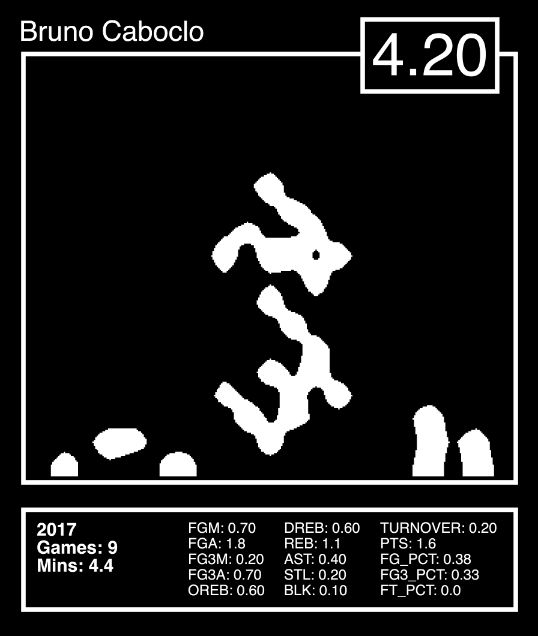 Bruno Caboclo
4.20
2017
Games: 9
Mins: 4.4
FGM: 0.70
FGA: 1.8
FG3M: 0.20
FG3A: 0.70
OREB: 0.60
DREB: 0.60
REB: 1.1
AST: 0.40
STL: 0.20
BLK: 0.10
TURNOVER: 0.20
PTS: 1.6
FG_PCT: 0.38
FG3_PCT: 0.33
FT_PCT: 0.0